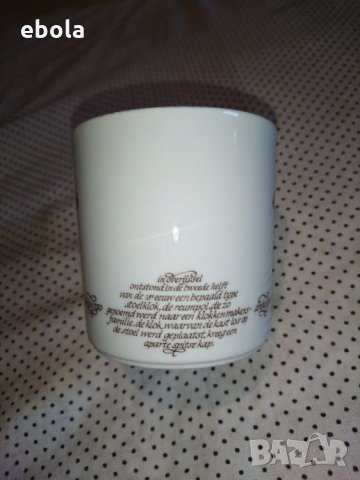 ebola
in overijssel
ontstond in de tweede helft
van de 18e eeuw een bepaald type
stoelklok, de reumpol, die zo
genoemd werd naar een klokkenmakers-
familie. de klok, waarvan de kast los op
de stoel werd geplaatst, kreeg een
aparte spitse kap.
BAZAR